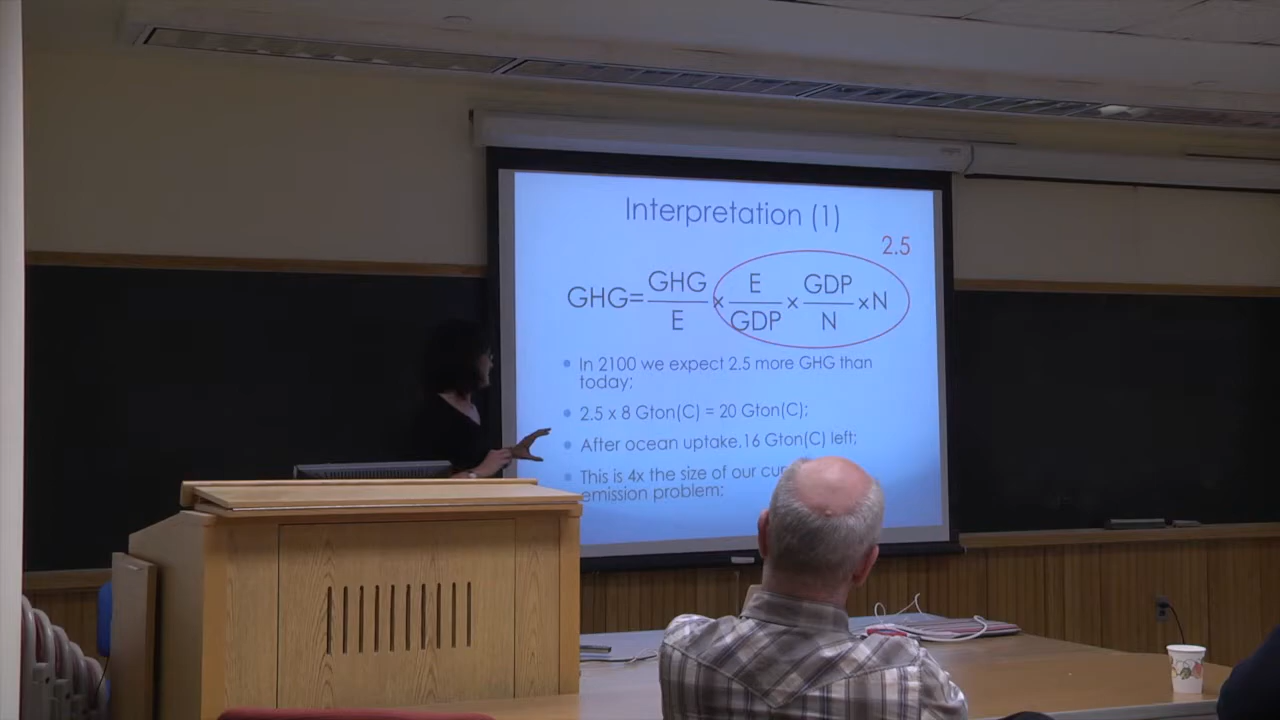 Interpretation (1)
2.5
GHG= GHG/E × E/GDP × GDP/N ×N
• In 2100 we expect 2.5 more GHG than
today;
• 2.5 x 8 Gton(C) = 20 Gton(C);
• After ocean uptake,16 Gton(C) left;
• This is 4x the size of our
emission problem: